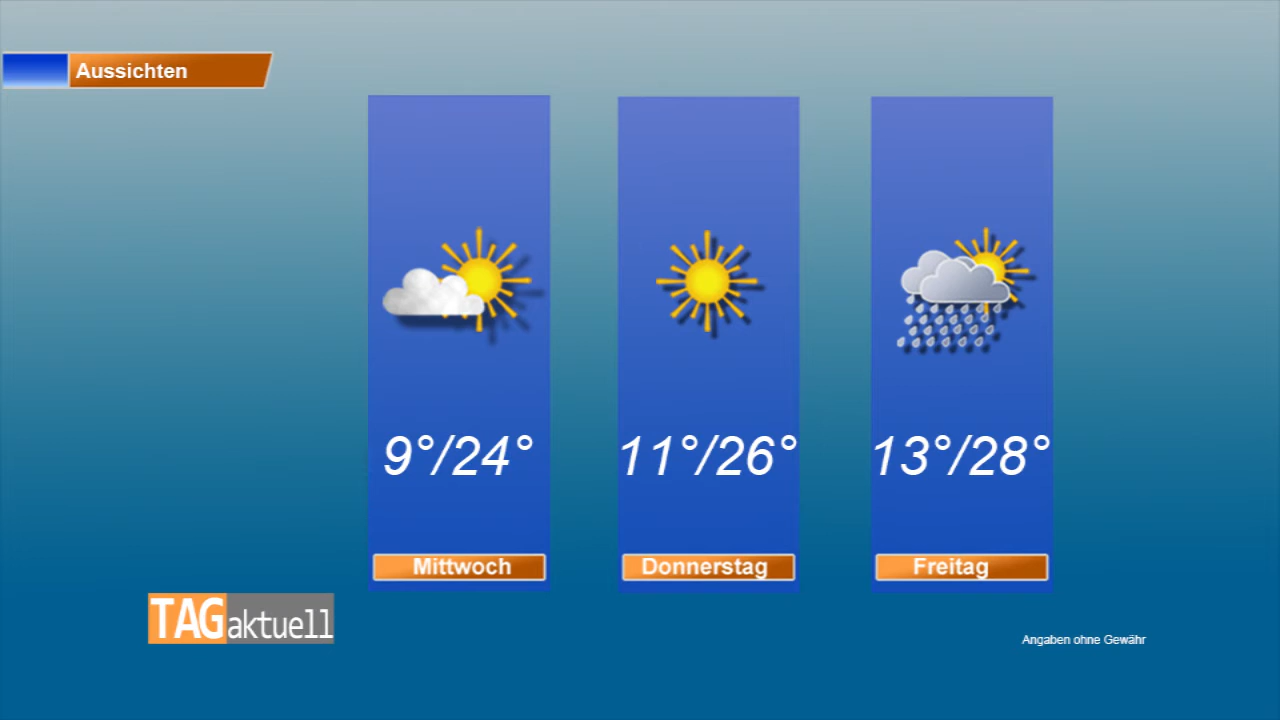 Aussichten
9°/24°
11°/26°
13°/28°
Mittwoch
Donnerstag
Freitag
TAGaktuell
Angaben ohne Gewähr